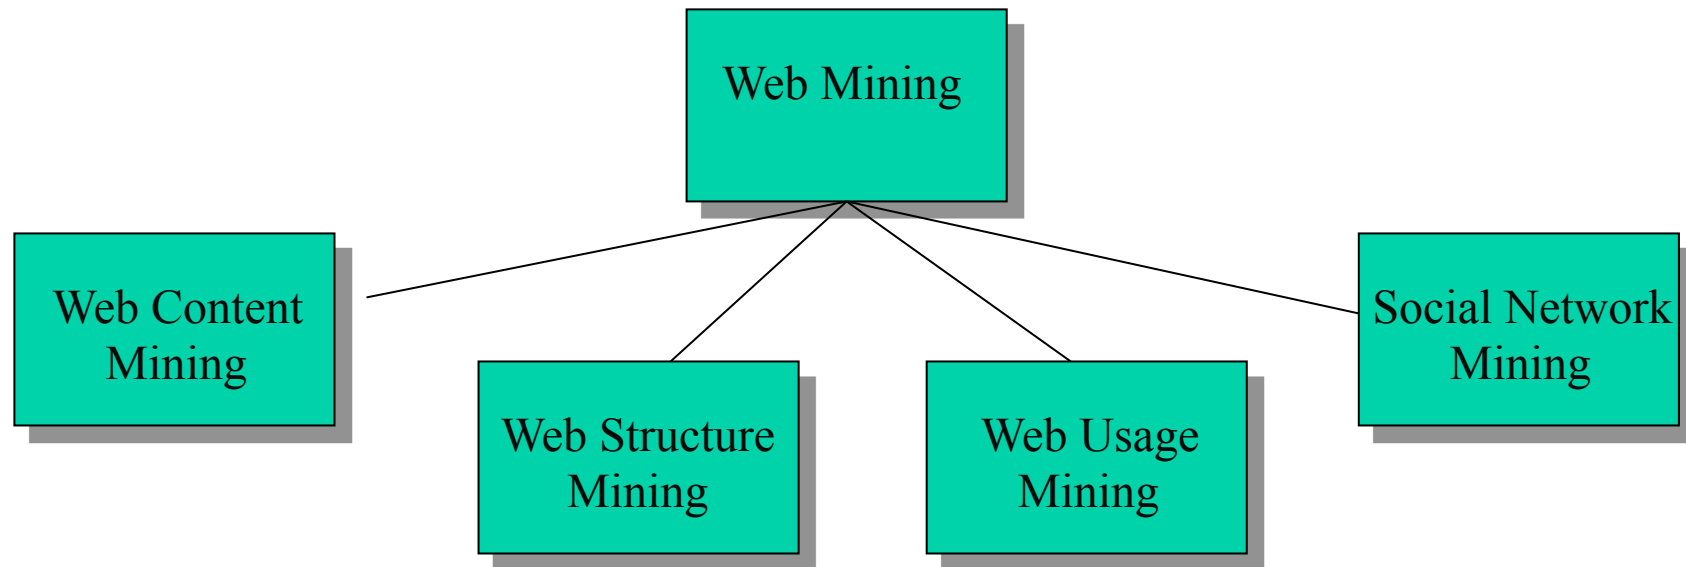 Web Mining
Web Content
Mining
Web Structure
Mining
Web Usage
Mining
Social Network
Mining